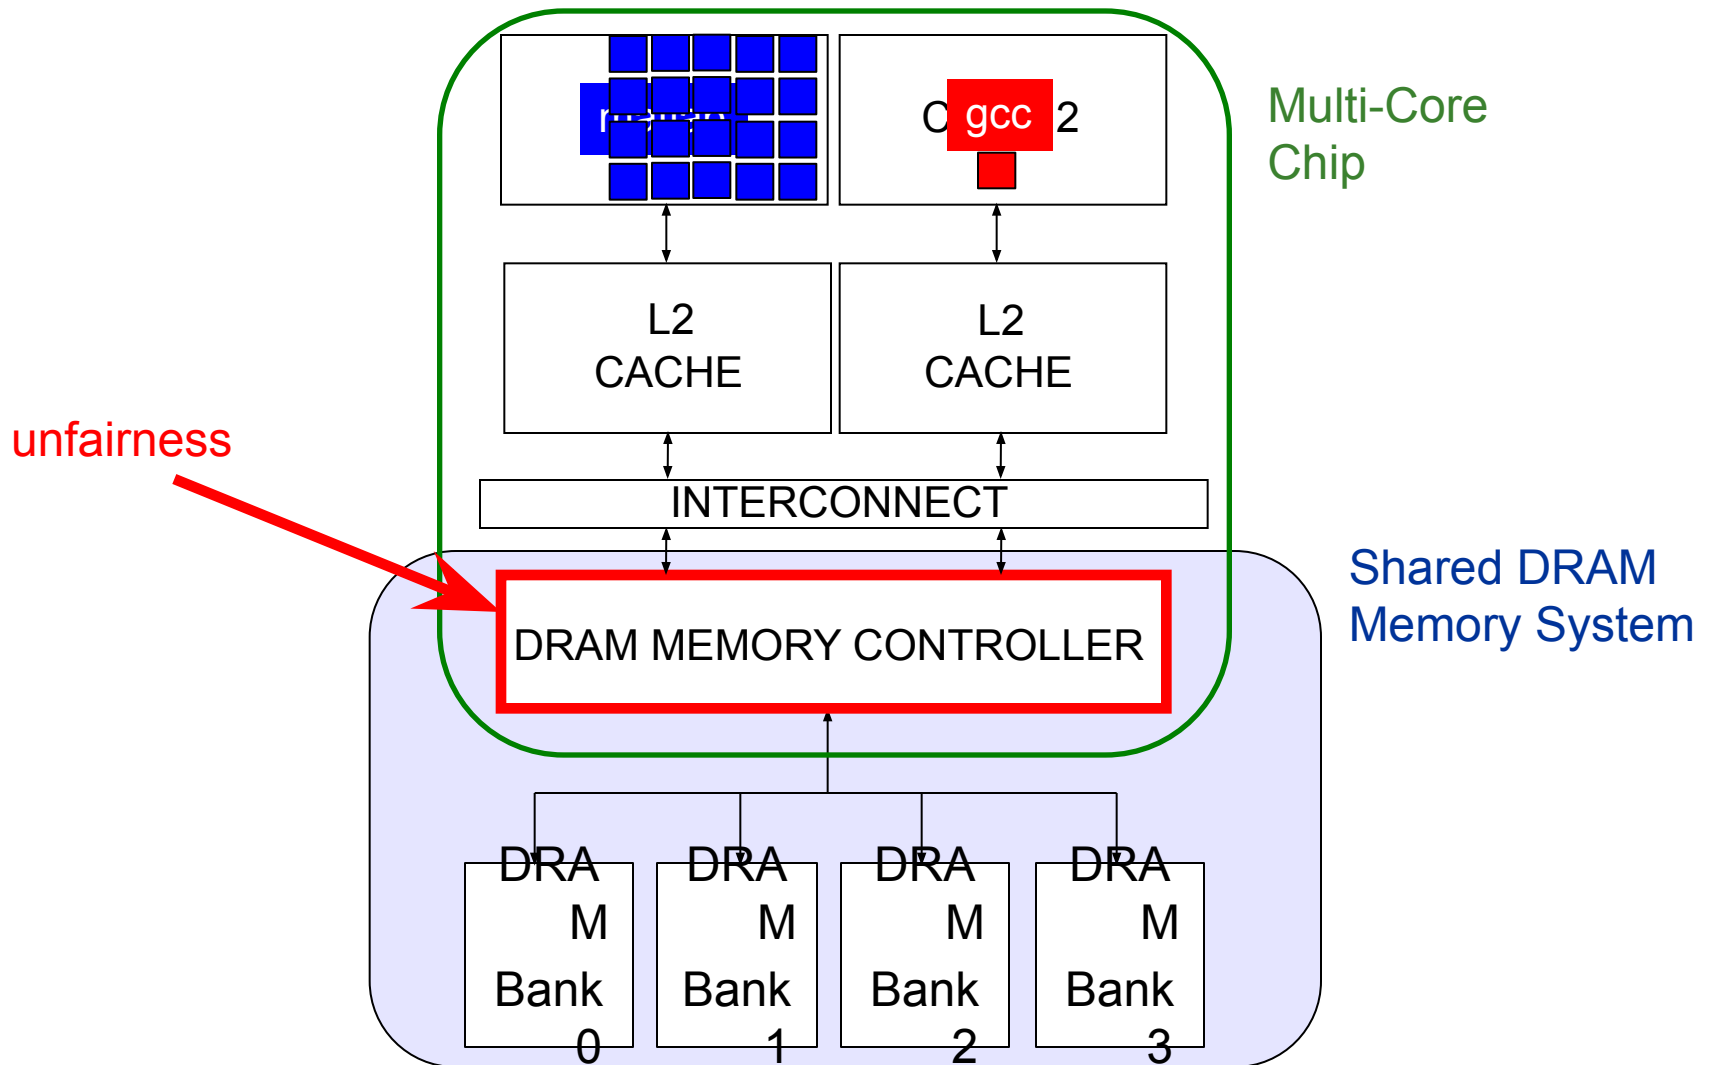 gcc
2
Multi-Core
Chip
L2
CACHE
L2
CACHE
unfairness
INTERCONNECT
Shared DRAM
Memory System
DRAM MEMORY CONTROLLER
DRA
M
Bank
0
DRA
M
Bank
1
DRA
M
Bank
2
DRA
M
Bank
3